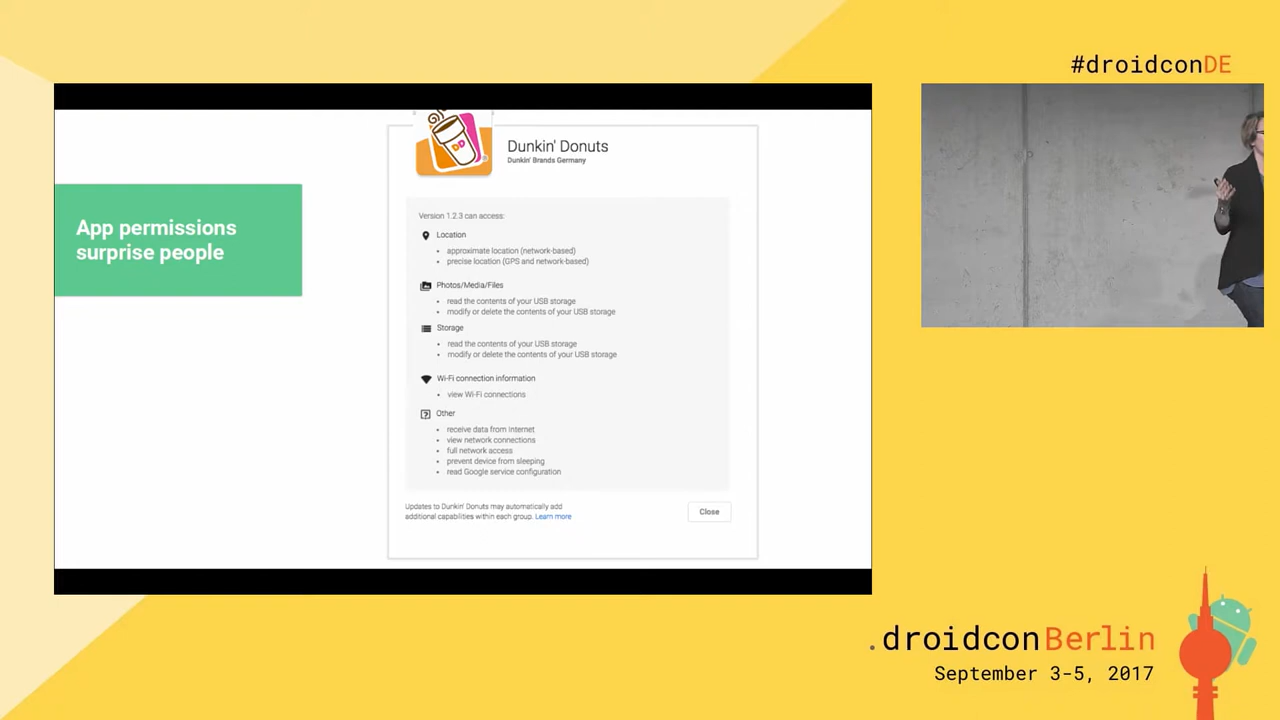 #droidconDE
App permissions
surprise people
DD
Dunkin' Donuts
Dunkin' Brands Germany
Version 1.2.3 can access:
Location
• approximate location (network-based)
• precise location (GPS and network-based)
Photos/Media/Files
• read the contents of your USB storage
• modify or delete the contents of your USB storage
Storage
• read the contents of your USB storage
• modify or delete the contents of your USB storage
Wi-Fi connection information
• view Wi-Fi connections
Other
• receive data from Internet
• view network connections
• full network access
• prevent device from sleeping
• read Google service configuration
Updates to Dunkin' Donuts may automatically add
additional capabilities within each group. Learn more
Close
.droidconBerlin
September 3-5, 2017